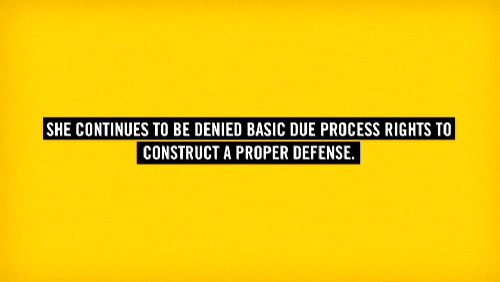 SHE CONTINUES TO BE DENIED BASIC DUE PROCESS RIGHTS TO
CONSTRUCT A PROPER DEFENSE.